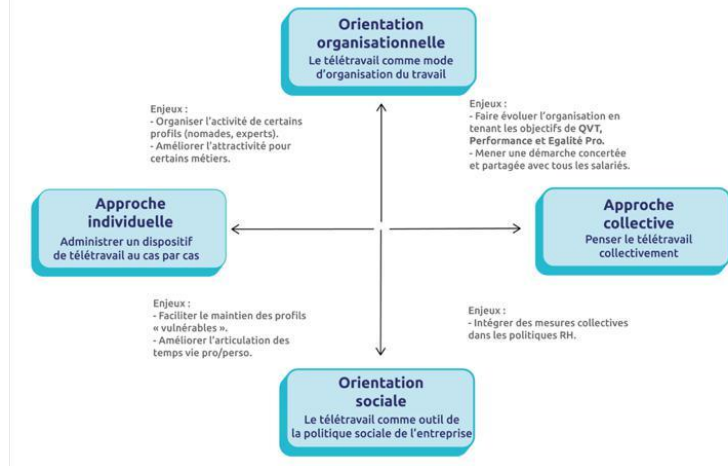 Orientation
organisationnelle
Le télétravail comme mode
d'organisation du travail
Enjeux :
- Organiser l'activité de certains
profils (nomades, experts).
- Améliorer l'attractivité pour
certains métiers.
Enjeux :
- Faire évoluer l'organisation en
tenant les objectifs de QVT,
Performance et Egalité Pro.
- Mener une démarche concertée
et partagée avec tous les salariés.
Approche
individuelle
Administrer un dispositif
de télétravail au cas par cas
Approche
collective
Penser le télétravail
collectivement
Enjeux :
- Faciliter le maintien des profils
« vulnérables ».
- Améliorer l'articulation des
temps vie pro/perso.
Enjeux :
- Intégrer des mesures collectives
dans les politiques RH.
Orientation
sociale
Le télétravail comme outil de
la politique sociale de l'entreprise